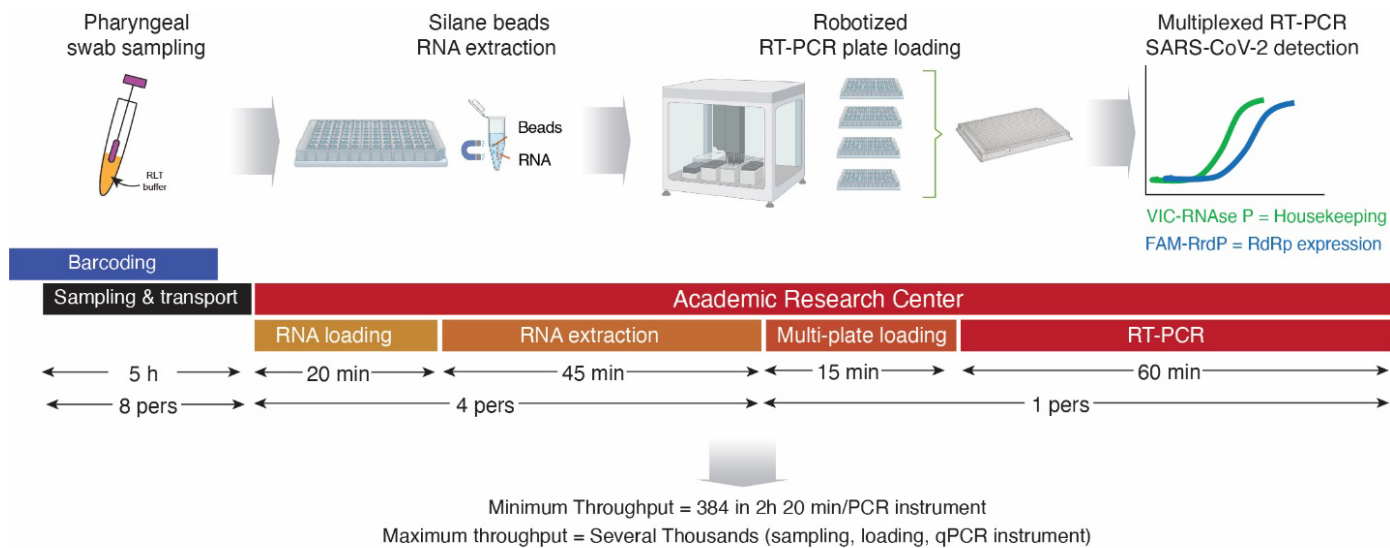 Pharyngeal
swab sampling
Silane beads
RNA extraction
Robotized
RT-PCR plate loading
Multiplexed RT-PCR
SARS-CoV-2 detection
RLT
buffer
Beads
RNA
VIC-RNAse P = Housekeeping
FAM-RrdP = RdRp expression
Barcoding
Sampling & transport
Academic Research Center
RNA loading
RNA extraction
Multi-plate loading
RT-PCR
5 h
20 min
45 min
15 min
60 min
8 pers
4 pers
1 pers
Minimum Throughput = 384 in 2h 20 min/PCR instrument
Maximum throughput = Several Thousands (sampling, loading, qPCR instrument)